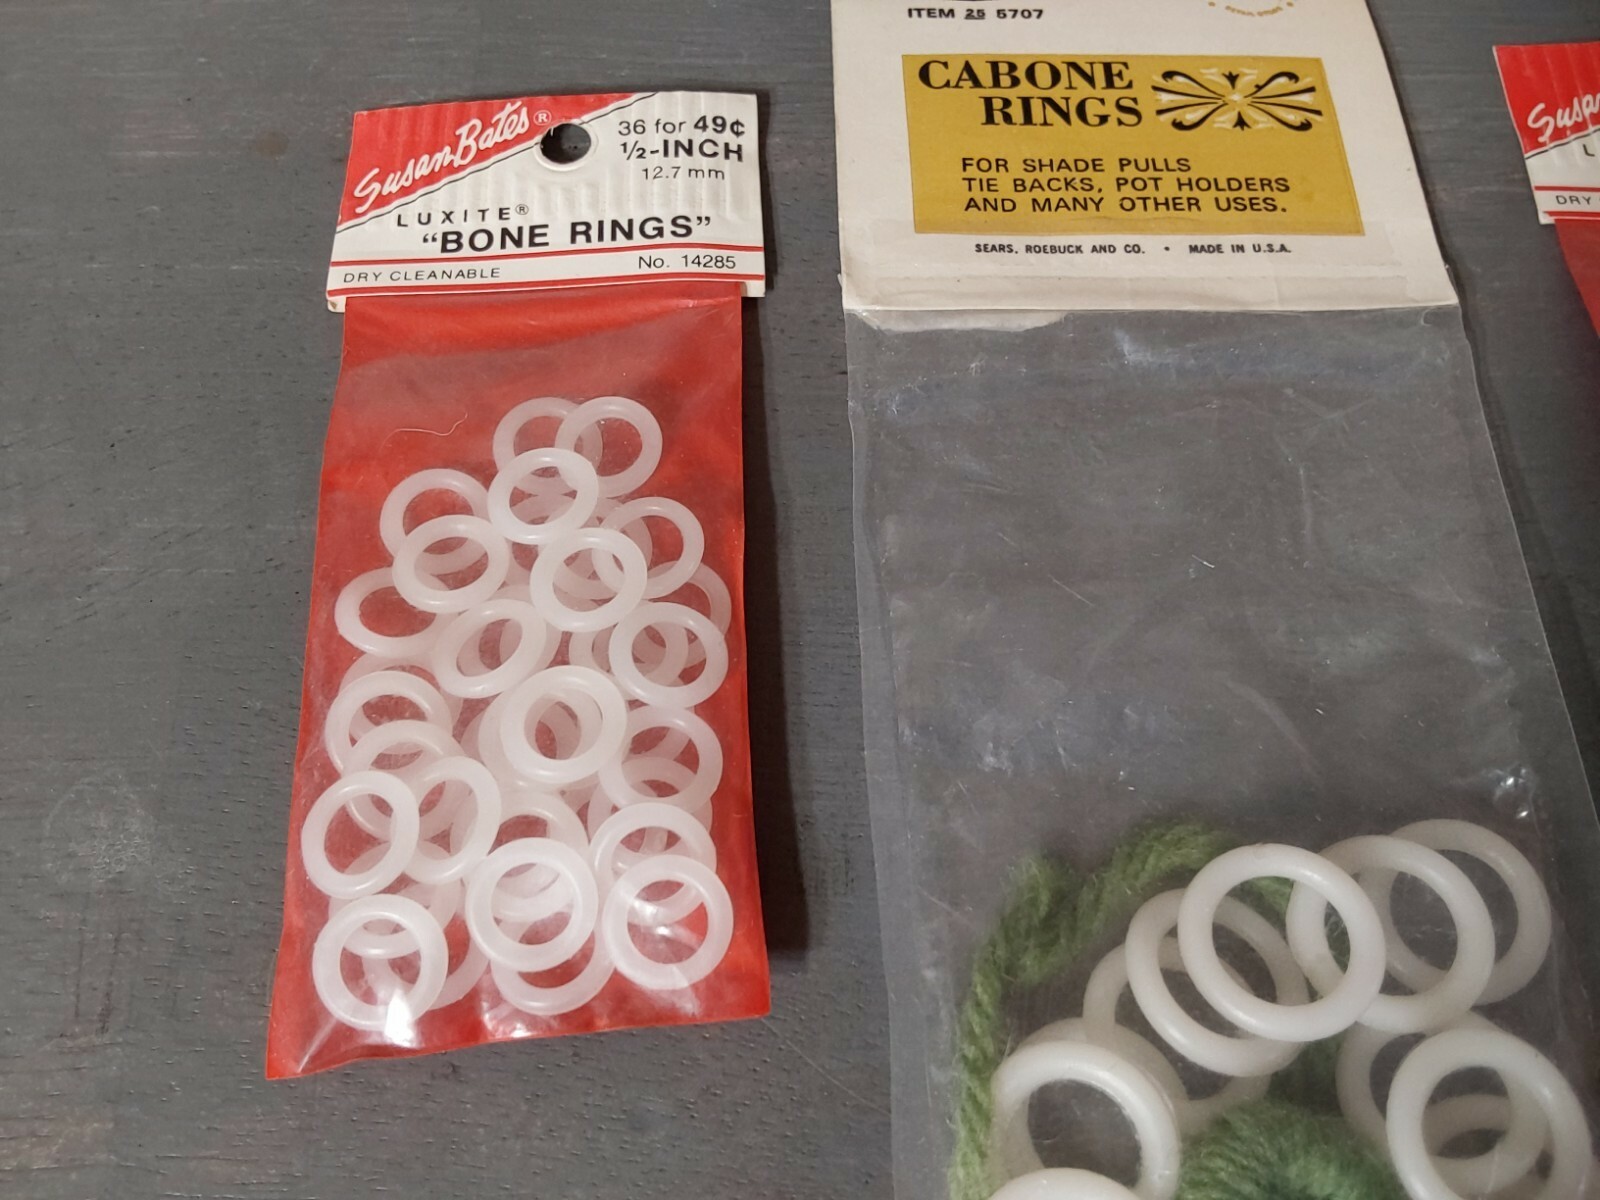 Susan Bates®
36 for 49¢
½-INCH
12.7 mm
LUXITE®
“BONE RINGS”
DRY CLEANABLE
No. 14285
ITEM 25 5707
CABONE
RINGS
FOR SHADE PULLS
TIE BACKS, POT HOLDERS
AND MANY OTHER USES.
SEARS, ROEBUCK AND CO. • MADE IN U.S.A.
Susa
L
DRY